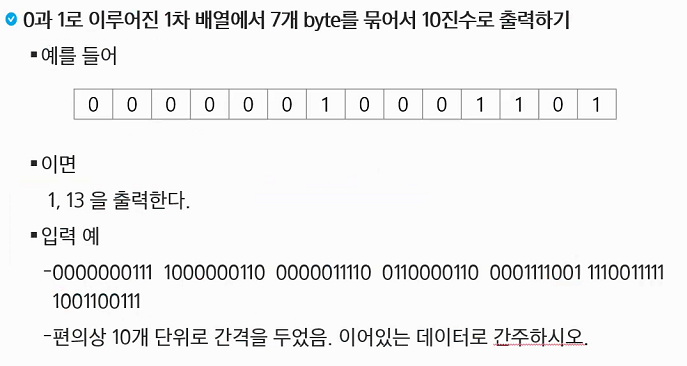 0과 1로 이루어진 1차 배열에서 7개 byte를 묶어서 10진수로 출력하기
▪예를 들어
0 0 0 0 0 0 1 0 0 0 1 1 0 1
▪이면
1, 13 을 출력한다.
▪입력 예
-0000000111 1000000110 0000011110 0110000110 0001111001 1110011111
1001100111
-편의상 10개 단위로 간격을 두었음. 이어있는 데이터로 간주하시오.